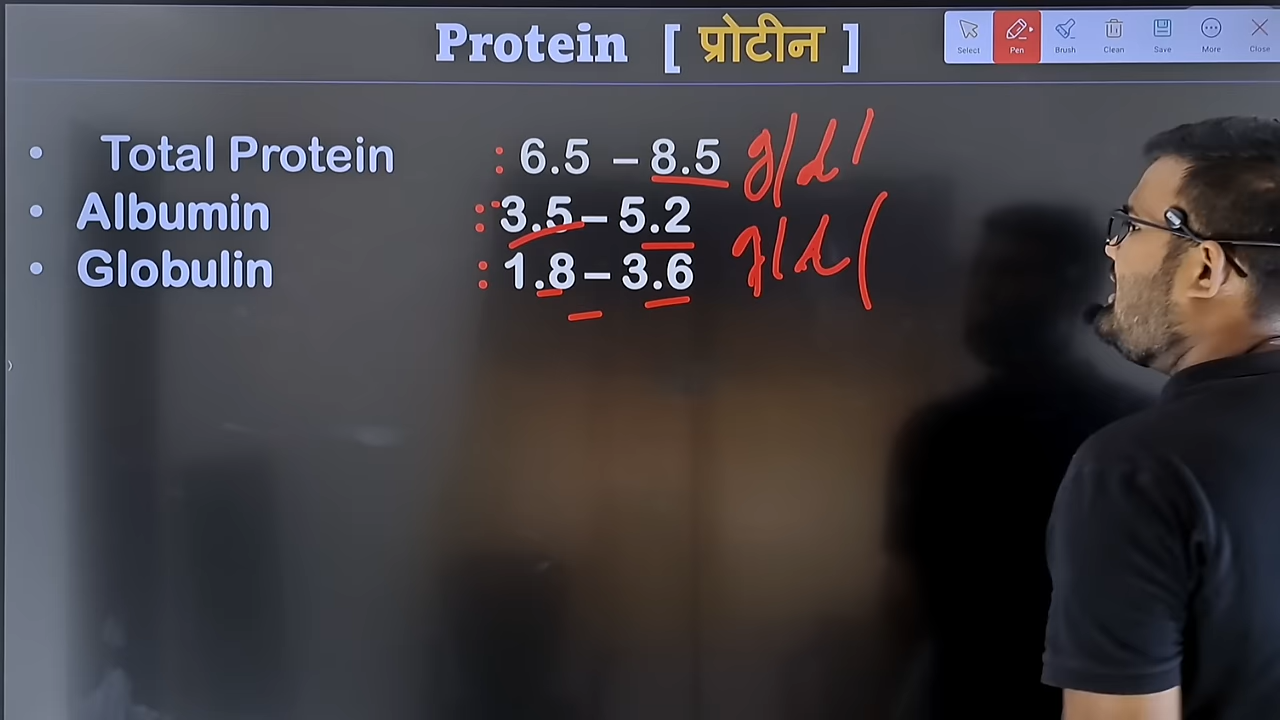 Protein [ प्रोटीन ]
Select Pen Brush Clean Save More Close
• Total Protein : 6.5 – 8.5 g/dl
• Albumin : 3.5 – 5.2 g/dl
• Globulin : 1.8 – 3.6